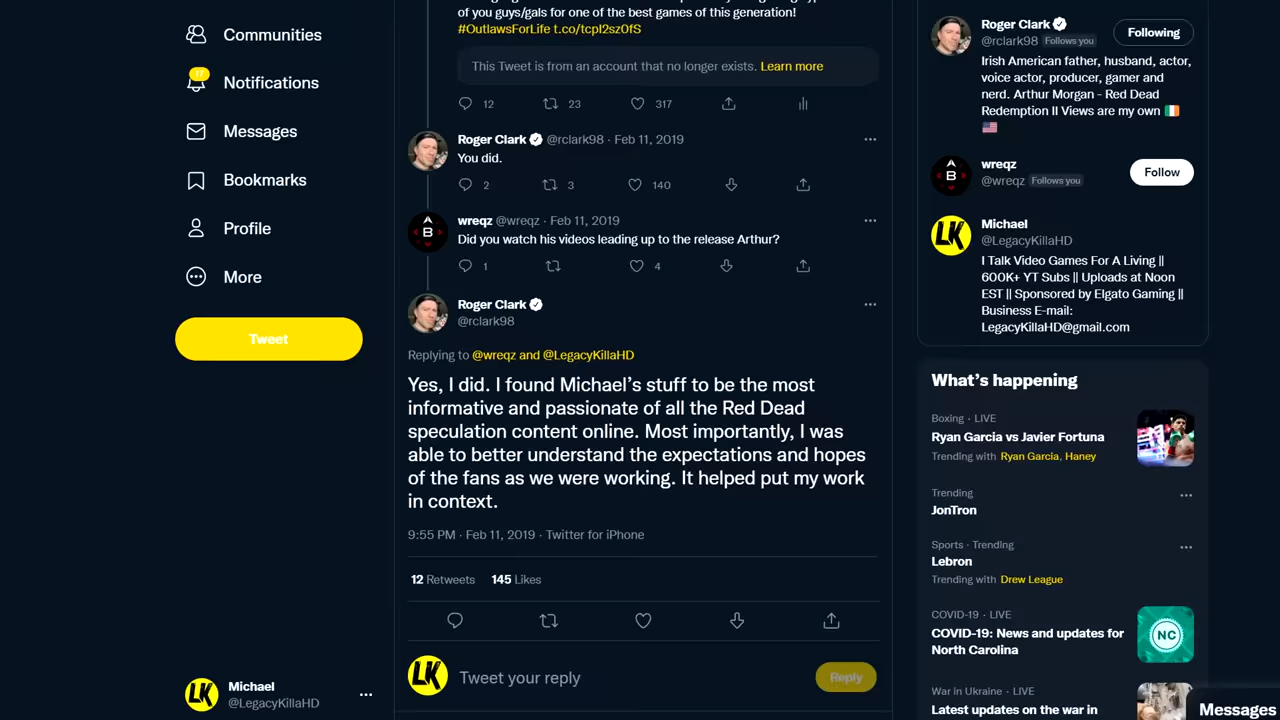 Communities
17
Notifications
Messages
Bookmarks
Profile
More
Tweet
Michael
@LegacyKillaHD
of you guys/gals for one of the best games of this generation!
#OutlawsForLife t.co/tcpI2sz0fS
This Tweet is from an account that no longer exists. Learn more
12 23 317
Roger Clark @rclark98 · Feb 11, 2019
You did.
2 3 140
A
B
wreqz @wreqz · Feb 11, 2019
Did you watch his videos leading up to the release Arthur?
1 4
Roger Clark
@rclark98
Replying to @wreqz and @LegacyKillaHD
Yes, I did. I found Michael's stuff to be the most
informative and passionate of all the Red Dead
speculation content online. Most importantly, I was
able to better understand the expectations and hopes
of the fans as we were working. It helped put my work
in context.
9:55 PM · Feb 11, 2019 · Twitter for iPhone
12 Retweets 145 Likes
LK
Tweet your reply
Reply
Roger Clark
@rclark98 Follows you
Following
Irish American father, husband, actor,
voice actor, producer, gamer and
nerd. Arthur Morgan - Red Dead
Redemption II Views are my own
A
B
wreqz
@wreqz Follows you
Follow
LK
Michael
@LegacyKillaHD
I Talk Video Games For A Living ||
600K+ YT Subs || Uploads at Noon
EST || Sponsored by Elgato Gaming ||
Business E-mail:
LegacyKillaHD@gmail.com
What's happening
Boxing · LIVE
Ryan Garcia vs Javier Fortuna
Trending with Ryan Garcia, Haney
Trending
JonTron
Sports · Trending
Lebron
Trending with Drew League
COVID-19 · LIVE
COVID-19: News and updates for
North Carolina
NC
War in Ukraine · LIVE
Latest updates on the war in
Messages
LK